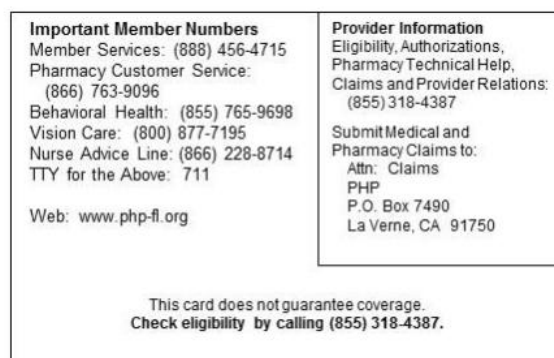 Important Member Numbers
Member Services: (888) 456-4715
Pharmacy Customer Service:
(866) 763-9096
Behavioral Health: (855) 765-9698
Vision Care: (800) 877-7195
Nurse Advice Line: (866) 228-8714
TTY for the Above: 711
Web: www.php-fl.org
Provider Information
Eligibility, Authorizations,
Pharmacy Technical Help,
Claims and Provider Relations:
(855) 318-4387
Submit Medical and
Pharmacy Claims to:
Attn: Claims
PHP
P.O. Box 7490
La Verne, CA 91750
This card does not guarantee coverage.
Check eligibility by calling (855) 318-4387.